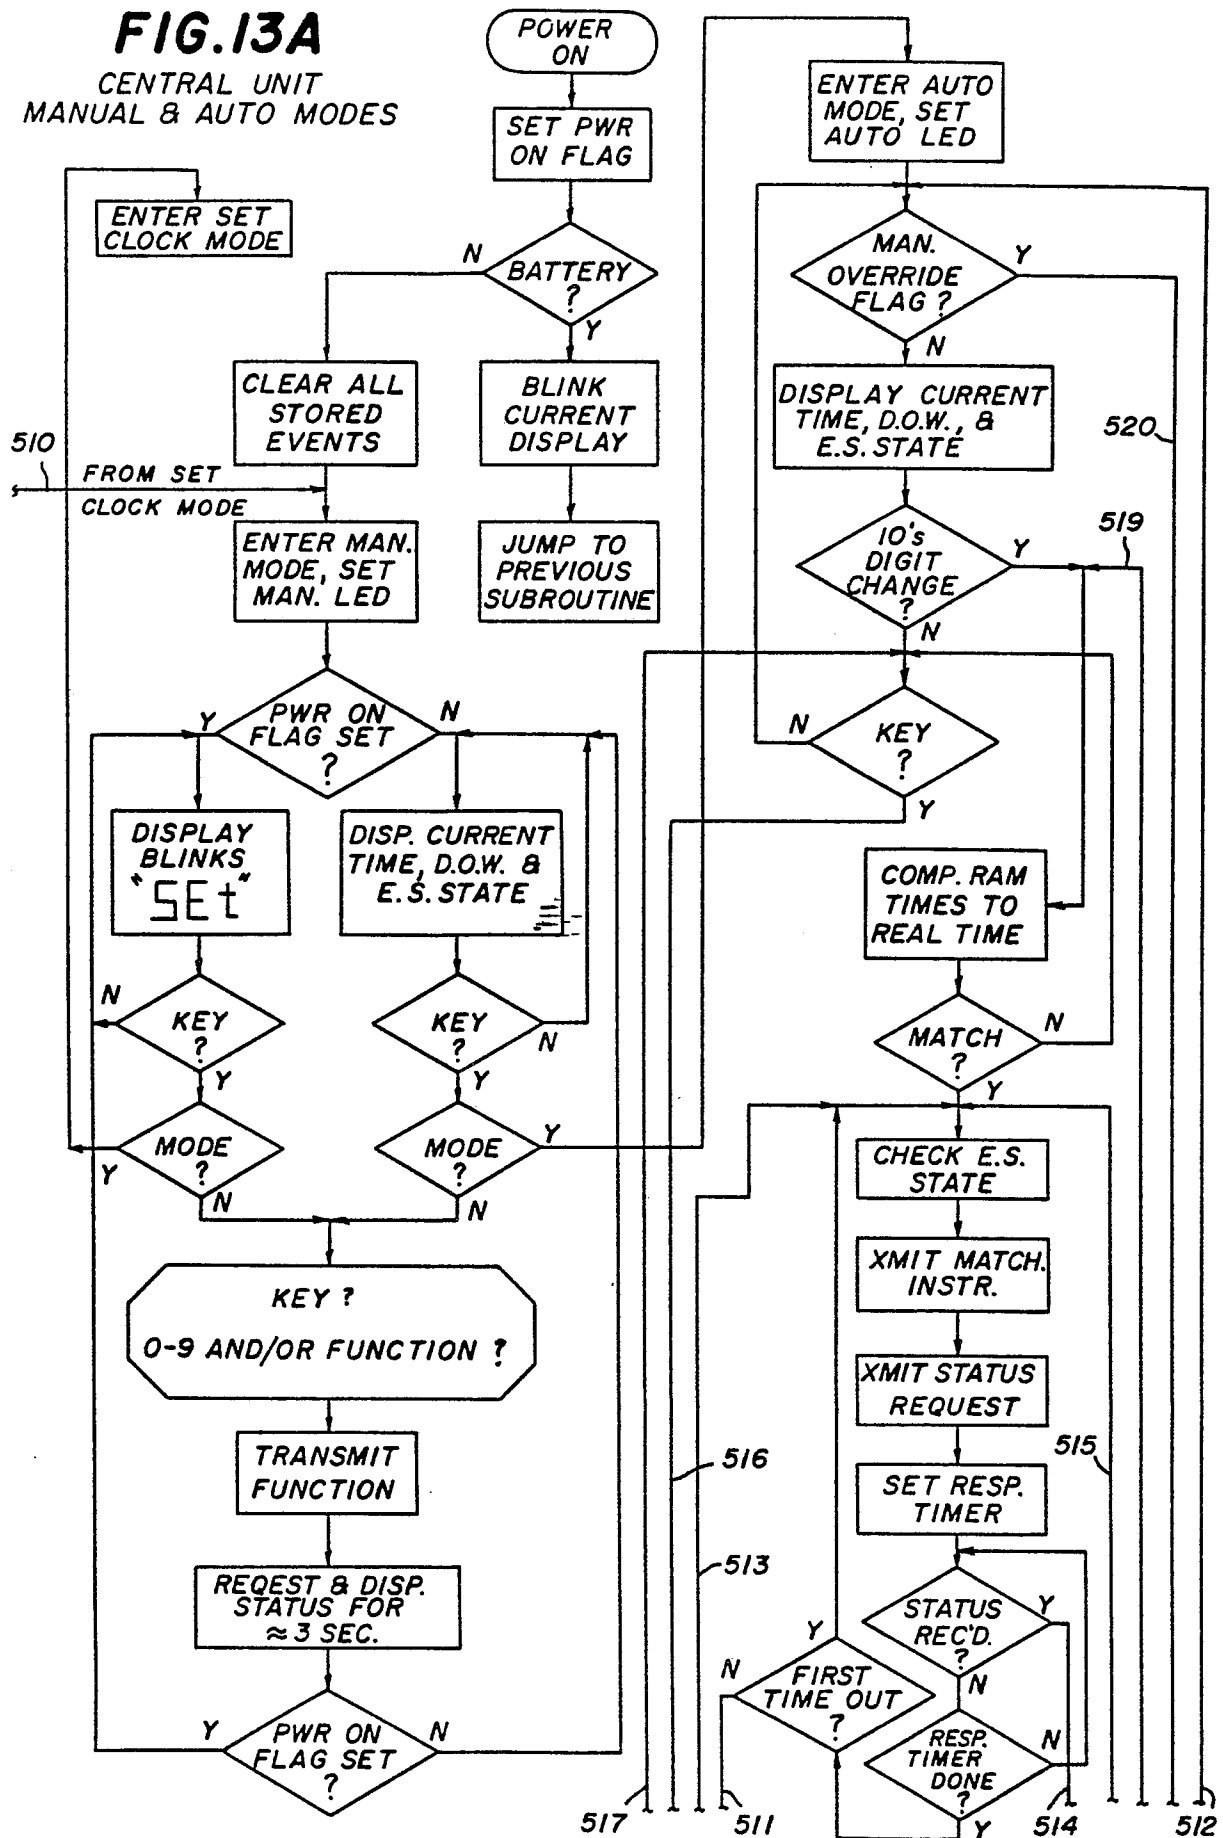 FIG.13A
CENTRAL UNIT
MANUAL & AUTO MODES
POWER
ON
SET PWR
ON FLAG
BATTERY
?
N
Y
ENTER SET
CLOCK MODE
CLEAR ALL
STORED
EVENTS
BLINK
CURRENT
DISPLAY
510
FROM SET
CLOCK MODE
ENTER MAN.
MODE, SET
MAN. LED
JUMP TO
PREVIOUS
SUBROUTINE
PWR ON
FLAG SET
?
Y
N
DISPLAY
BLINKS
"SEt"
DISP. CURRENT
TIME, D.O.W. &
E.S. STATE
KEY
?
N
Y
KEY
?
N
Y
MODE
?
Y
N
MODE
?
Y
N
KEY ?
0-9 AND/OR FUNCTION ?
TRANSMIT
FUNCTION
REQEST & DISP.
STATUS FOR
≈ 3 SEC.
PWR ON
FLAG SET
?
Y
N
ENTER AUTO
MODE, SET
AUTO LED
MAN.
OVERRIDE
FLAG ?
Y
N
DISPLAY CURRENT
TIME, D.O.W., &
E.S. STATE
520
10's
DIGIT
CHANGE
?
Y
N
519
KEY
?
N
Y
COMP. RAM
TIMES TO
REAL TIME
MATCH
?
N
Y
CHECK E.S.
STATE
XMIT MATCH.
INSTR.
XMIT STATUS
REQUEST
SET RESP.
TIMER
516
515
513
STATUS
REC'D.
?
Y
N
FIRST
TIME OUT
?
Y
N
RESP.
TIMER
DONE
?
N
Y
517
511
514
512